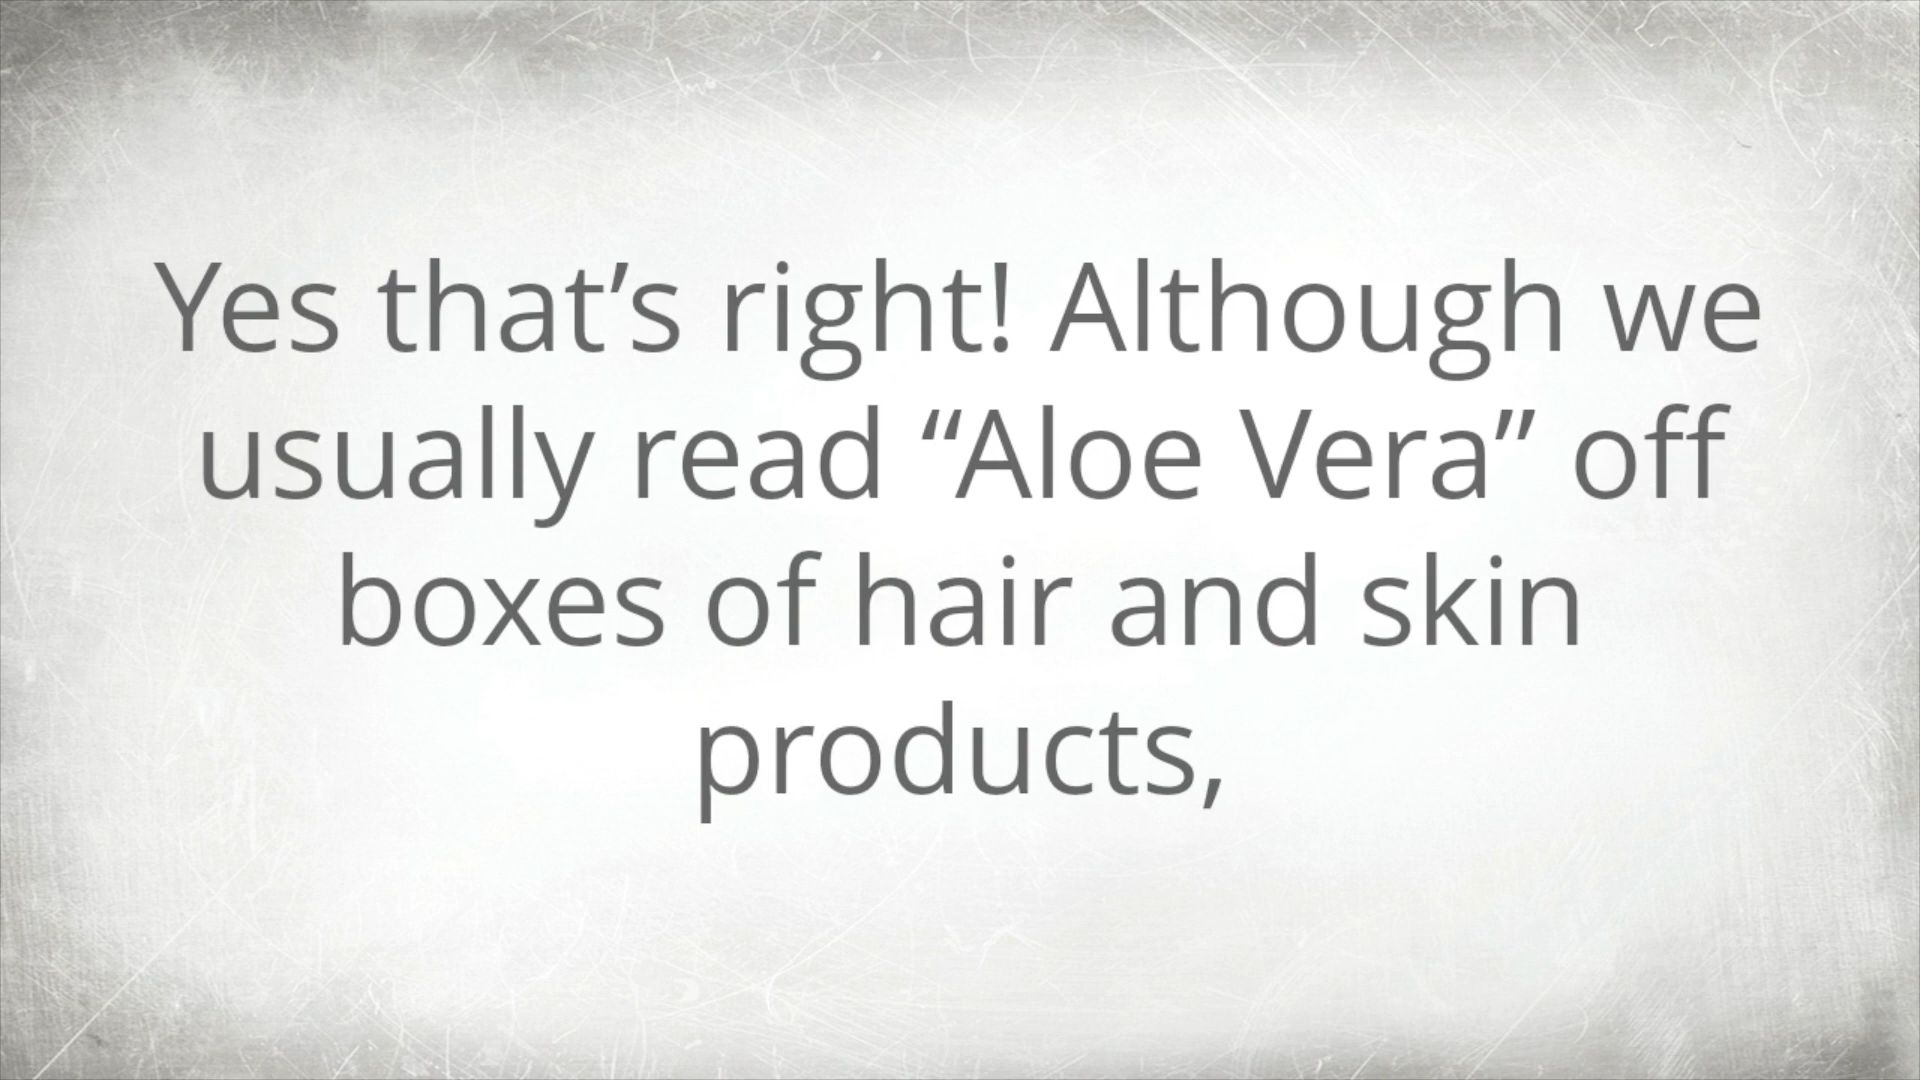 Yes that’s right! Although we
usually read “Aloe Vera” off
boxes of hair and skin
products,